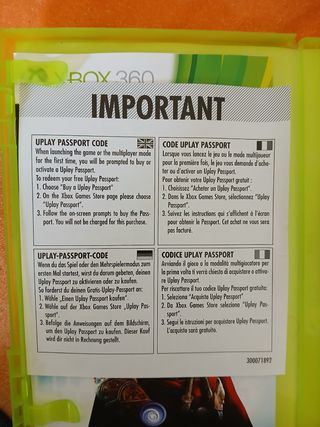 XBOX 360
IMPORTANT
UPLAY PASSPORT CODE
When launching the game or the multiplayer mode
for the first time, you will be prompted to buy or
activate a Uplay Passport.
To redeem your free Uplay Passport:
1. Choose "Buy a Uplay Passport"
2. On the Xbox Games Store page please choose
"Uplay Passport".
3. Follow the on-screen prompts to buy the Pass-
port. You will not be charged for this purchase.
CODE UPLAY PASSPORT
Lorsque vous lancez le jeu ou le mode multijoueur
pour la première fois, le jeu vous demande d'ache-
ter ou d'activer un Uplay Passport.
Pour obtenir votre Uplay Passport gratuit :
1. Choisissez "Acheter un Uplay Passport".
2. Dans le Xbox Games Store, sélectionnez "Uplay
Passport".
3. Suivez les instructions qui s'affichent à l'écran
pour obtenir le Passport. Cet achat ne vous sera
pas facturé.
UPLAY-PASSPORT-CODE
Wenn du das Spiel oder den Mehrspielermodus zum
ersten Mal startest, wirst du darum gebeten, deinen
Uplay Passport zu aktivieren oder zu kaufen.
So forderst du deinen Gratis-Uplay-Passport an:
1. Wähle „Einen Uplay Passport kaufen"
2. Wähle auf der Xbox Games Store „Uplay Pas-
sport".
3. Befolge die Anweisungen auf dem Bildschirm,
um den Uplay Passport zu kaufen. Dieser Kauf
wird dir nicht in Rechnung gestellt.
CODICE UPLAY PASSPORT
Avviando il gioco o la modalità multigiocatore per
la prima volta ti verrà chiesto di acquistare o attiva-
re Uplay Passport.
Per riscattare il tuo codice Uplay Passport gratuito:
1. Seleziona "Acquista Uplay Passport"
2. Da Xbox Games Store seleziona "Uplay Pas-
sport".
3. Segui le istruzioni per acquistare Uplay Passport.
L'acquisto sarà gratuito.
300071892